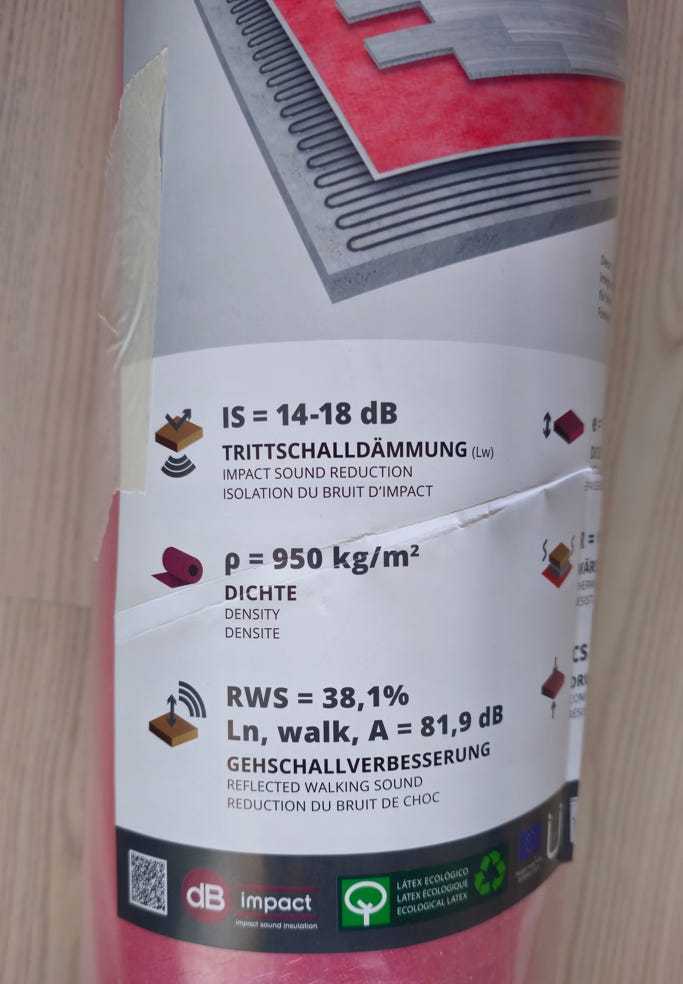 IS = 14-18 dB
TRITTSCHALLDÄMMUNG (Lw)
IMPACT SOUND REDUCTION
ISOLATION DU BRUIT D'IMPACT
ρ = 950 kg/m²
DICHTE
DENSITY
DENSITE
RWS = 38,1%
Ln, walk, A = 81,9 dB
GEHSCHALLVERBESSERUNG
REFLECTED WALKING SOUND
REDUCTION DU BRUIT DE CHOC
e =
R =
CS
dB impact
impact sound insulation
LÁTEX ECOLÓGICO
LATEX ÉCOLOGIQUE
ECOLOGICAL LATEX